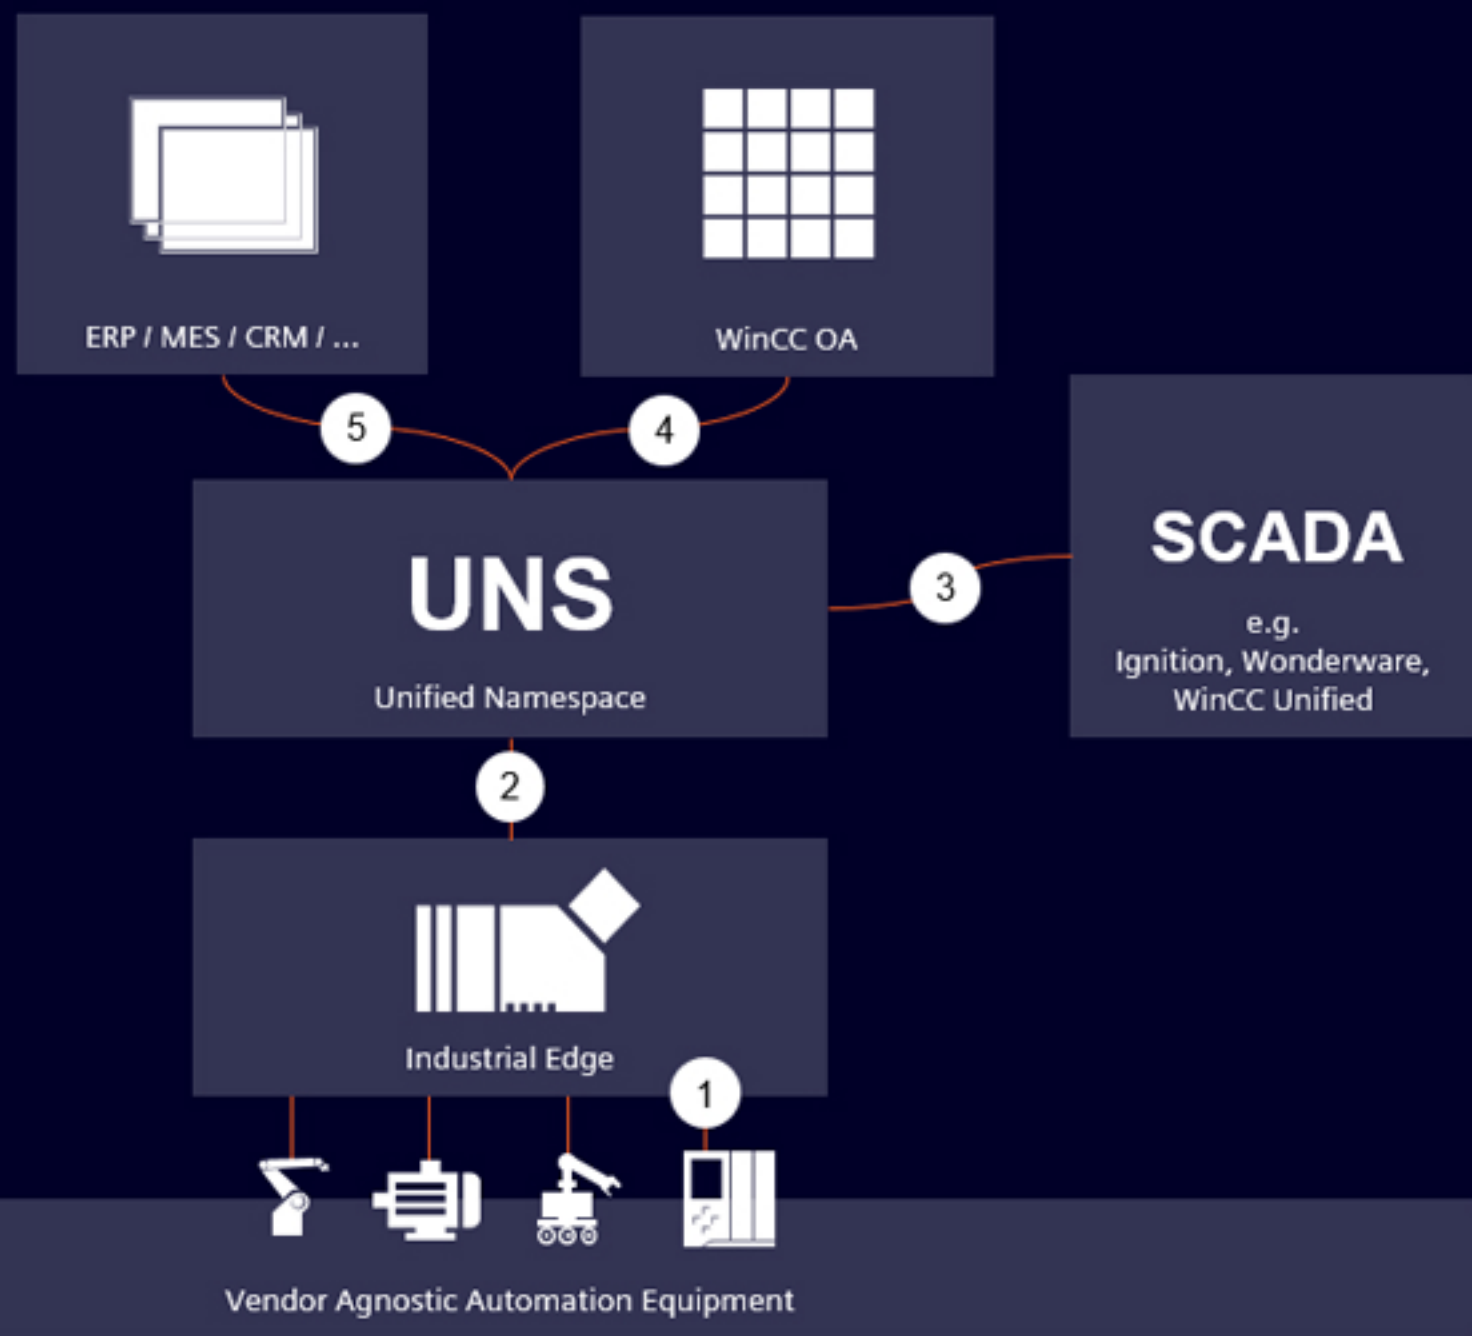 ERP / MES / CRM / ...
WinCC OA
5
4
UNS
Unified Namespace
3
SCADA
e.g.
Ignition, Wonderware,
WinCC Unified
2
Industrial Edge
1
Vendor Agnostic Automation Equipment